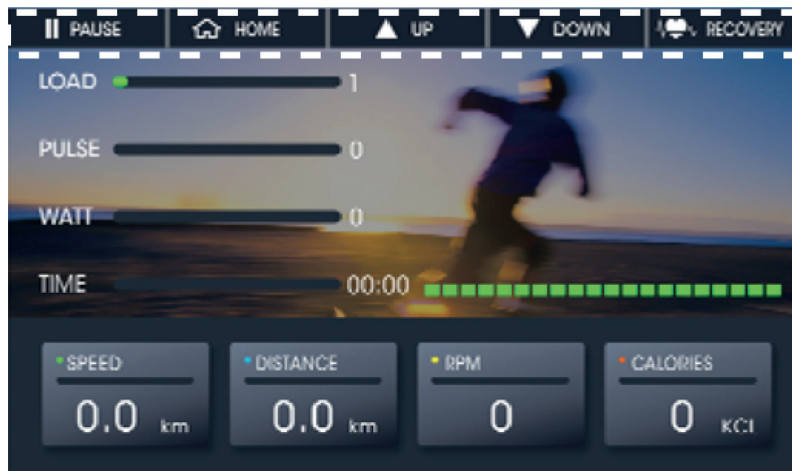 PAUSE HOME UP DOWN RECOVERY
LOAD 1
PULSE 0
WATT 0
TIME 00:00
SPEED DISTANCE RPM CALORIES
0.0 km 0.0 km 0 0 KCL